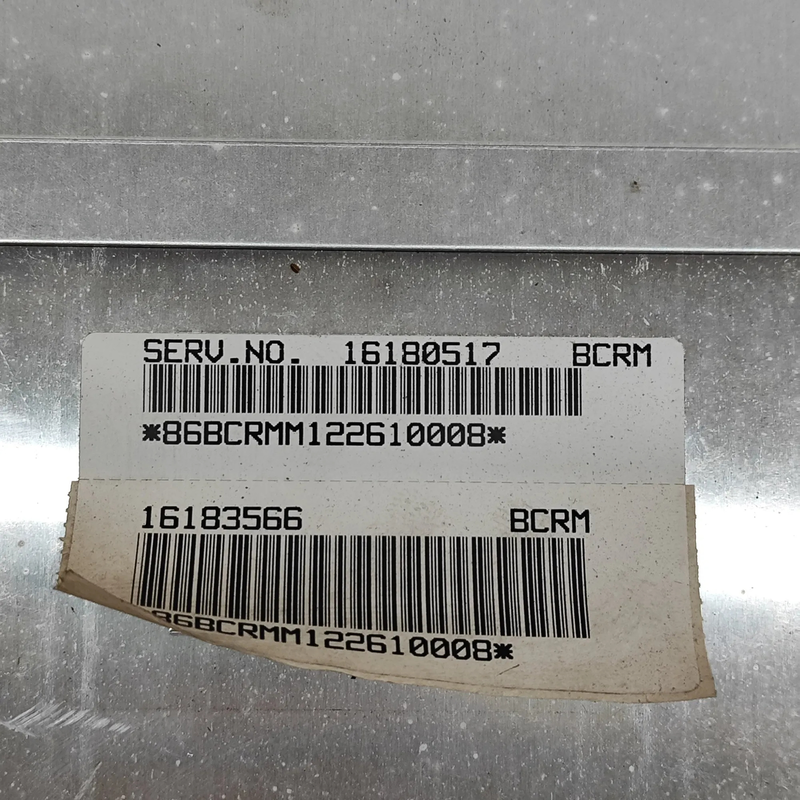 SERV.NO. 16180517 BCRM
*86BCRMM122610008*
16183566 BCRM
*86BCRMM122610008*